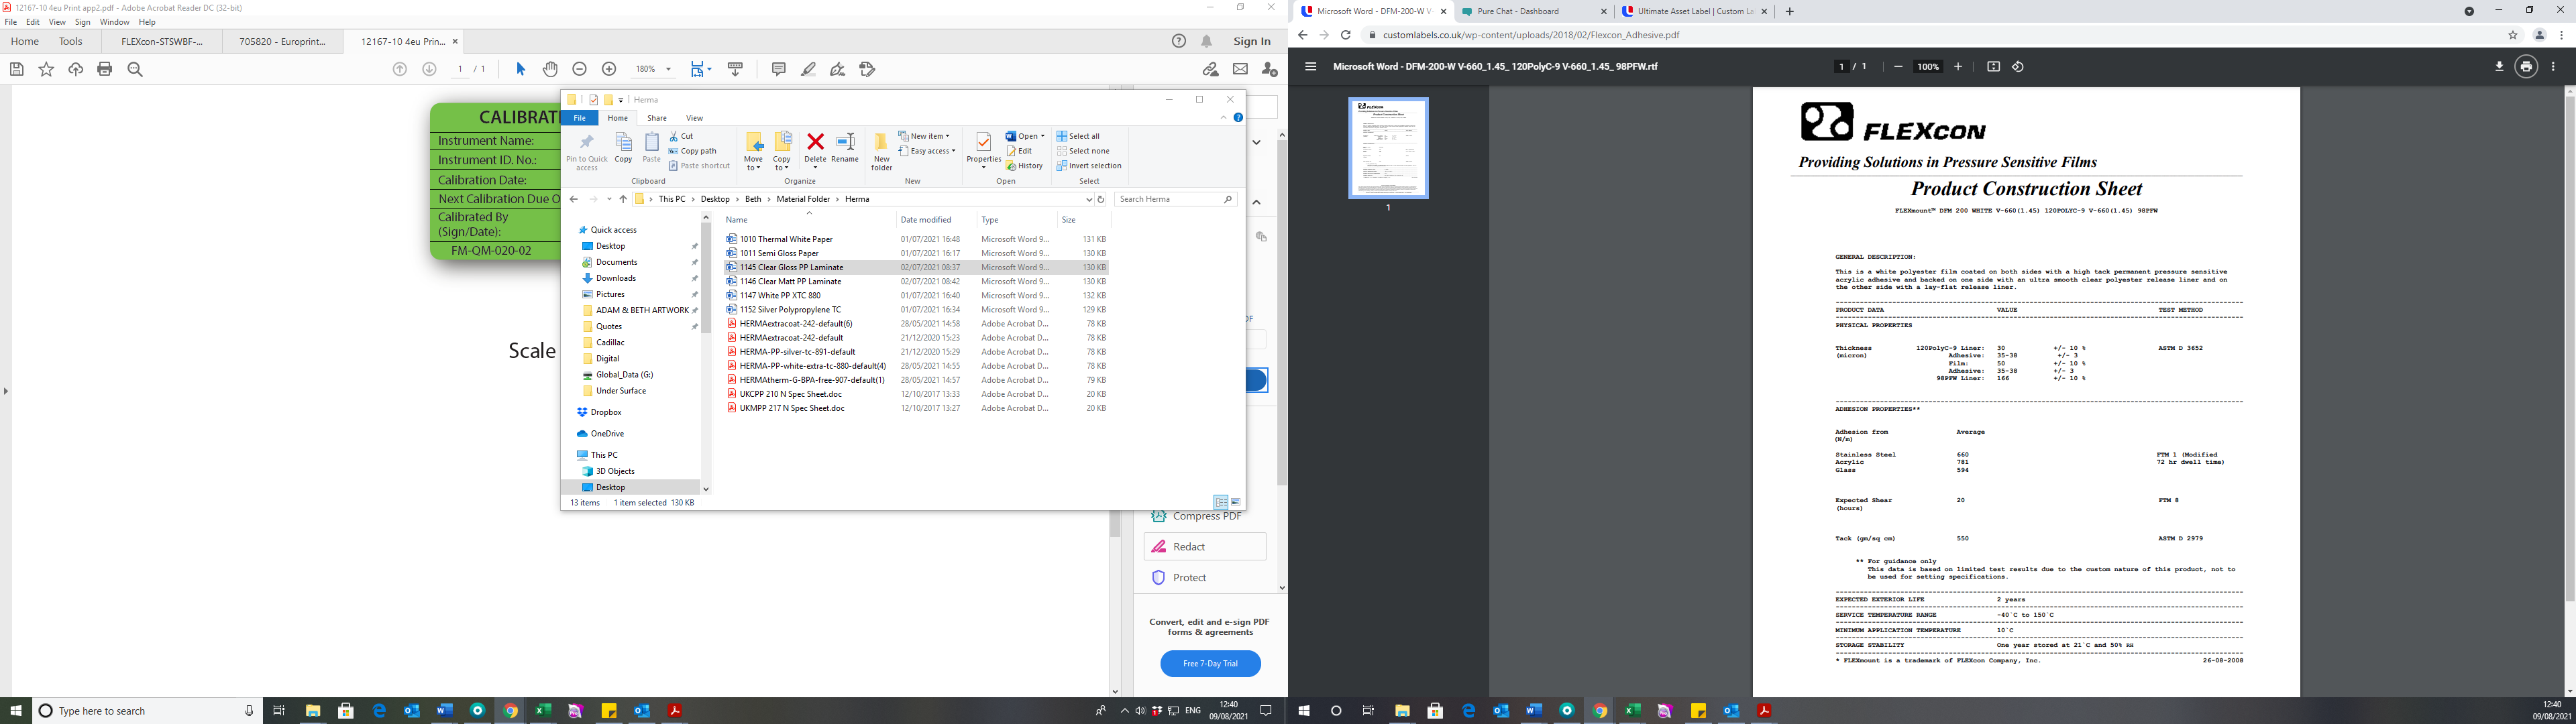 12167-10 4eu Print app2.pdf - Adobe Acrobat Reader DC (32-bit)
File Edit View Sign Window Help
Home Tools FLEXcon-STSWBF-... 705820 - Europrint... 12167-10 4eu Prin... × Sign In
1 / 1 180%
CALIBRAT
Instrument Name:
Instrument ID. No.:
Calibration Date:
Next Calibration Due O
Calibrated By
(Sign/Date):
FM-QM-020-02
Scale
Herma
File Home Share View
Pin to Quick access
Copy
Paste
Cut
Copy path
Paste shortcut
Clipboard
Move to
Copy to
Delete
Rename
Organize
New folder
New item
Easy access
New
Properties
Open
Edit
History
Open
Select all
Select none
Invert selection
Select
This PC > Desktop > Beth > Material Folder > Herma
Search Herma
Quick access
Desktop
Documents
Downloads
Pictures
ADAM & BETH ARTWORK
Quotes
Cadillac
Digital
Global_Data (G:)
Under Surface
Dropbox
OneDrive
This PC
3D Objects
Desktop
Name Date modified Type Size
1010 Thermal White Paper 01/07/2021 16:48 Microsoft Word 9... 131 KB
1011 Semi Gloss Paper 01/07/2021 16:17 Microsoft Word 9... 130 KB
1145 Clear Gloss PP Laminate 02/07/2021 08:37 Microsoft Word 9... 130 KB
1146 Clear Matt PP Laminate 02/07/2021 08:42 Microsoft Word 9... 130 KB
1147 White PP XTC 880 01/07/2021 16:40 Microsoft Word 9... 132 KB
1152 Silver Polypropylene TC 01/07/2021 16:34 Microsoft Word 9... 129 KB
HERMAextracoat-242-default(6) 28/05/2021 14:58 Adobe Acrobat D... 78 KB
HERMAextracoat-242-default 21/12/2020 15:23 Adobe Acrobat D... 78 KB
HERMA-PP-silver-tc-891-default 21/12/2020 15:29 Adobe Acrobat D... 78 KB
HERMA-PP-white-extra-tc-880-default(4) 28/05/2021 14:55 Adobe Acrobat D... 78 KB
HERMAtherm-G-BPA-free-907-default(1) 28/05/2021 14:57 Adobe Acrobat D... 79 KB
UKCPP 210 N Spec Sheet.doc 12/10/2017 13:33 Adobe Acrobat D... 20 KB
UKMPP 217 N Spec Sheet.doc 12/10/2017 13:27 Adobe Acrobat D... 20 KB
13 items 1 item selected 130 KB
DF
Compress PDF
Redact
Protect
Convert, edit and e-sign PDF
forms & agreements
Free 7-Day Trial
Type here to search
ENG
12:40
09/08/2021
Microsoft Word - DFM-200-W V- × Pure Chat - Dashboard × Ultimate Asset Label | Custom La × +
customlabels.co.uk/wp-content/uploads/2018/02/Flexcon_Adhesive.pdf
Microsoft Word - DFM-200-W V-660_1.45_ 120PolyC-9 V-660_1.45_ 98PFW.rtf 1 / 1 — 100% +
1
FLEXcon
Providing Solutions in Pressure Sensitive Films
Product Construction Sheet
FLEXmount™ DFM 200 WHITE V-660(1.45) 120POLYC-9 V-660(1.45) 98PFW
GENERAL DESCRIPTION:
This is a white polyester film coated on both sides with a high tack permanent pressure sensitive
acrylic adhesive and backed on one side with an ultra smooth clear polyester release liner and on
the other side with a lay-flat release liner.
PRODUCT DATA VALUE TEST METHOD
PHYSICAL PROPERTIES
Thickness 120PolyC-9 Liner: 30 +/- 10 % ASTM D 3652
(micron) Adhesive: 35-38 +/- 3
Film: 50 +/- 10 %
Adhesive: 35-38 +/- 3
98PFW Liner: 166 +/- 10 %
ADHESION PROPERTIES**
Adhesion from Average
(N/m)
Stainless Steel 660 FTM 1 (Modified
Acrylic 781 72 hr dwell time)
Glass 594
Expected Shear 20 FTM 8
(hours)
Tack (gm/sq cm) 550 ASTM D 2979
** For guidance only
This data is based on limited test results due to the custom nature of this product, not to
be used for setting specifications.
EXPECTED EXTERIOR LIFE 2 years
SERVICE TEMPERATURE RANGE -40°C to 150°C
MINIMUM APPLICATION TEMPERATURE 10°C
STORAGE STABILITY One year stored at 21°C and 50% RH
* FLEXmount is a trademark of FLEXcon Company, Inc. 26-08-2008
12:40
09/08/2021